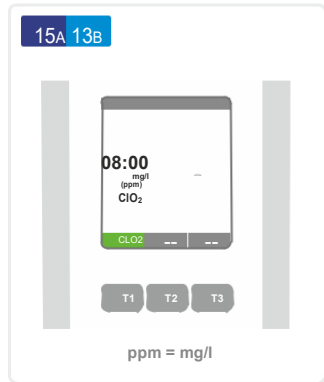 15A 13B
08:00
mg/l
(ppm)
ClO₂
CLO2 -- --
T1 T2 T3
ppm = mg/l